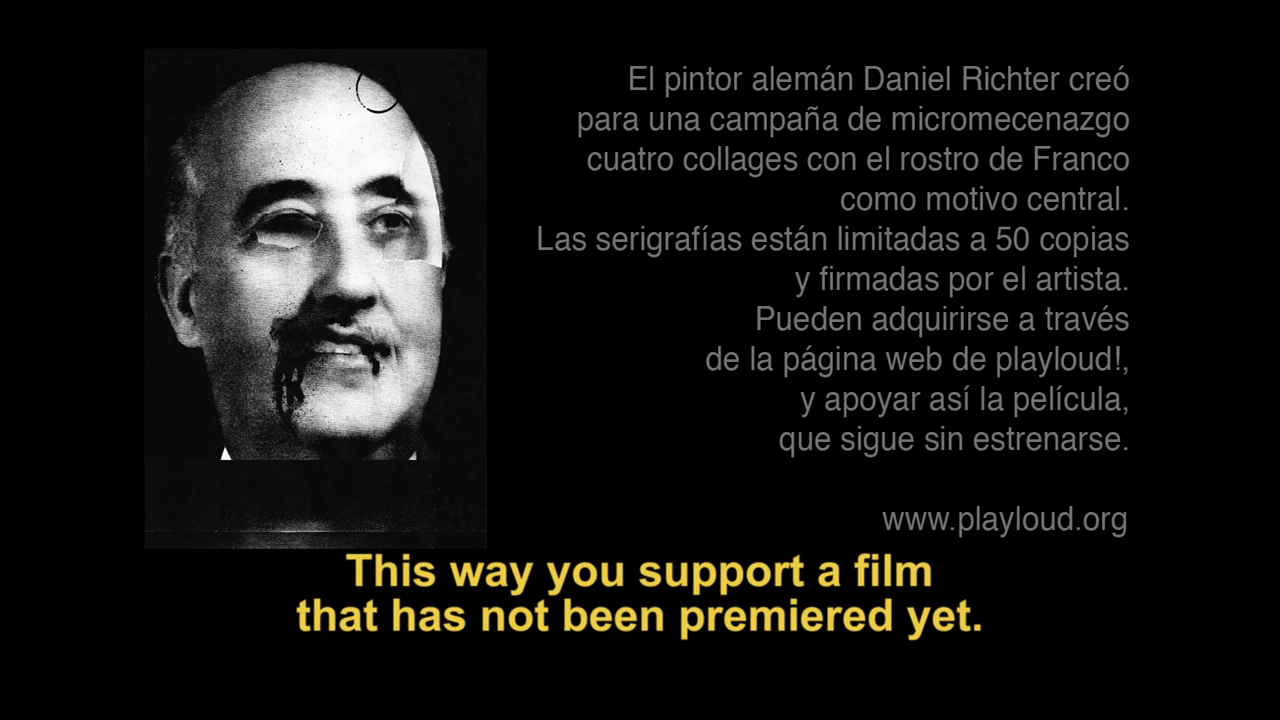 El pintor alemán Daniel Richter creó
para una campaña de micromecenazgo
cuatro collages con el rostro de Franco
como motivo central.
Las serigrafías están limitadas a 50 copias
y firmadas por el artista.
Pueden adquirirse a través
de la página web de playloud!,
y apoyar así la película,
que sigue sin estrenarse.
www.playloud.org
This way you support a film
that has not been premiered yet.